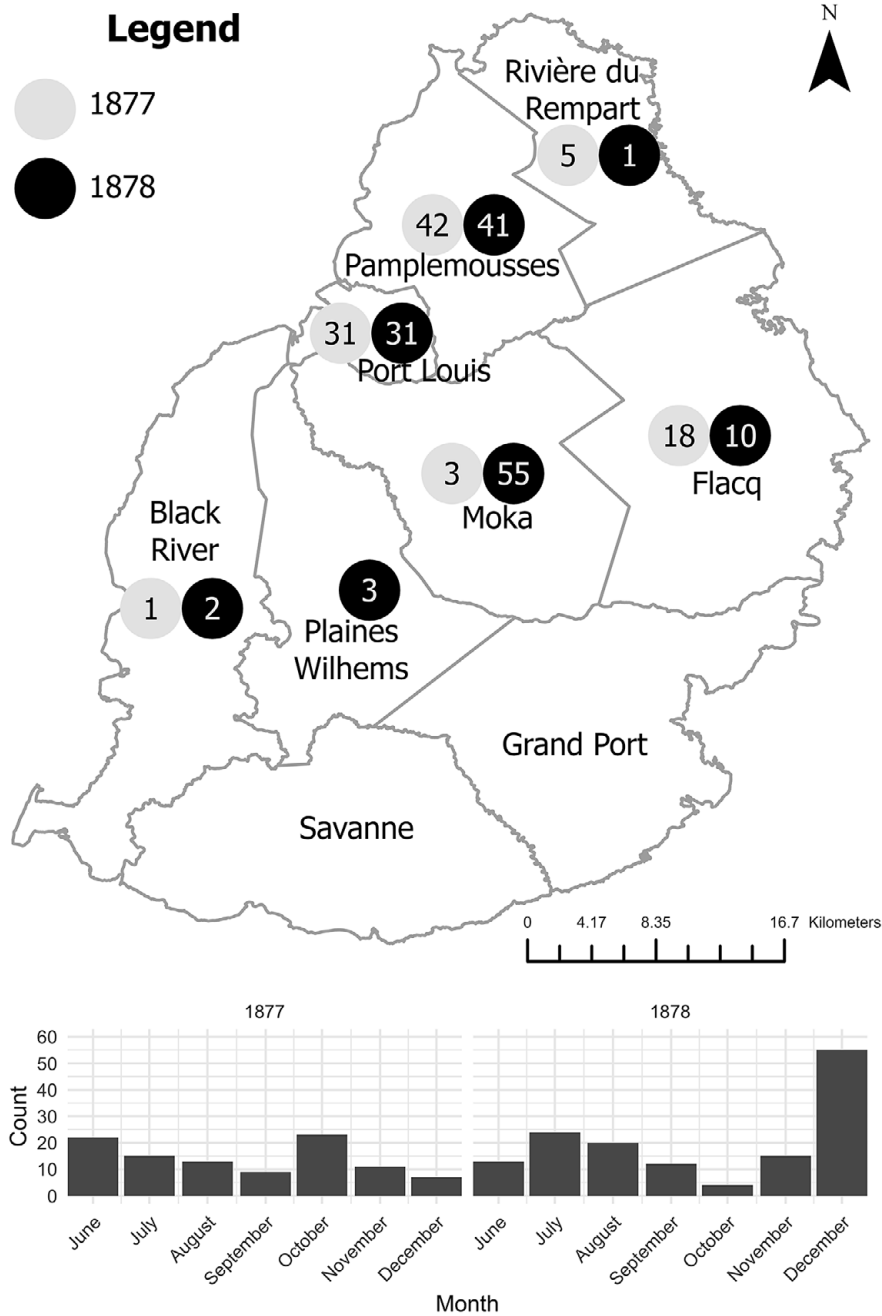 Legend
1877
1878
N
Rivière du
Rempart
5 1
42 41
Pamplemousses
31 31
Port Louis
18 10
Flacq
3 55
Moka
Black
River
1 2
3
Plaines
Wilhems
Grand Port
Savanne
0 4.17 8.35 16.7 Kilometers
1877 1878
Count
60
50
40
30
20
10
0
June July August September October November December June July August September October November December
Month